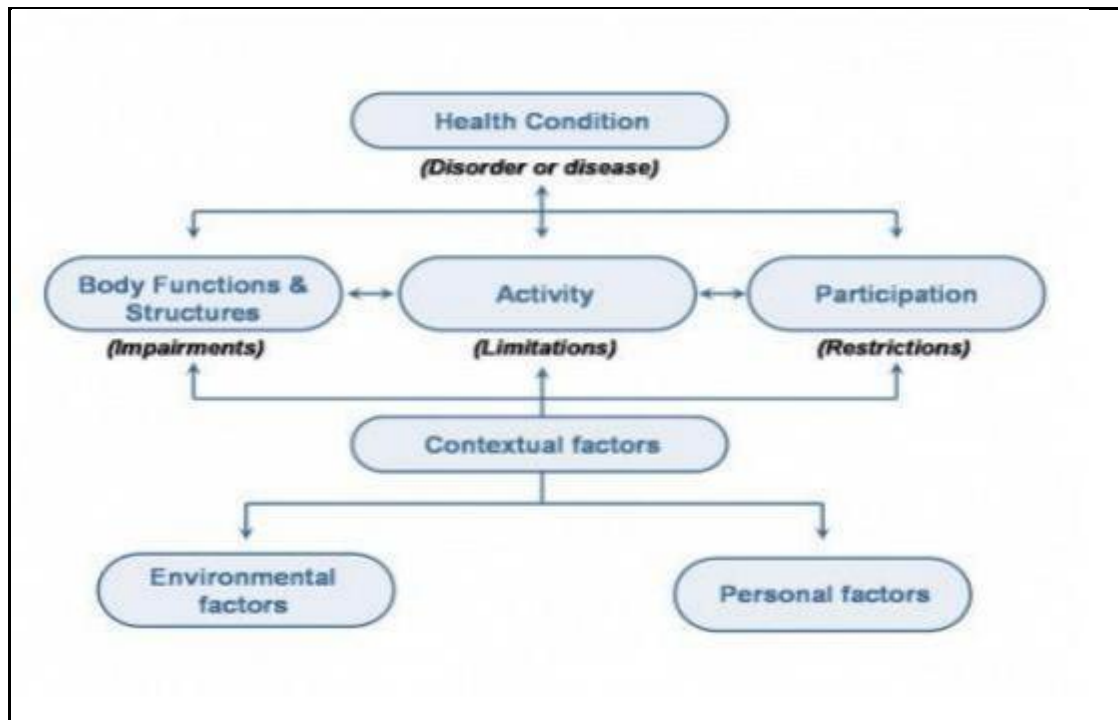 Health Condition
(Disorder or disease)
Body Functions &
Structures
Activity
Participation
(Impairments)
(Limitations)
(Restrictions)
Contextual factors
Environmental
factors
Personal factors